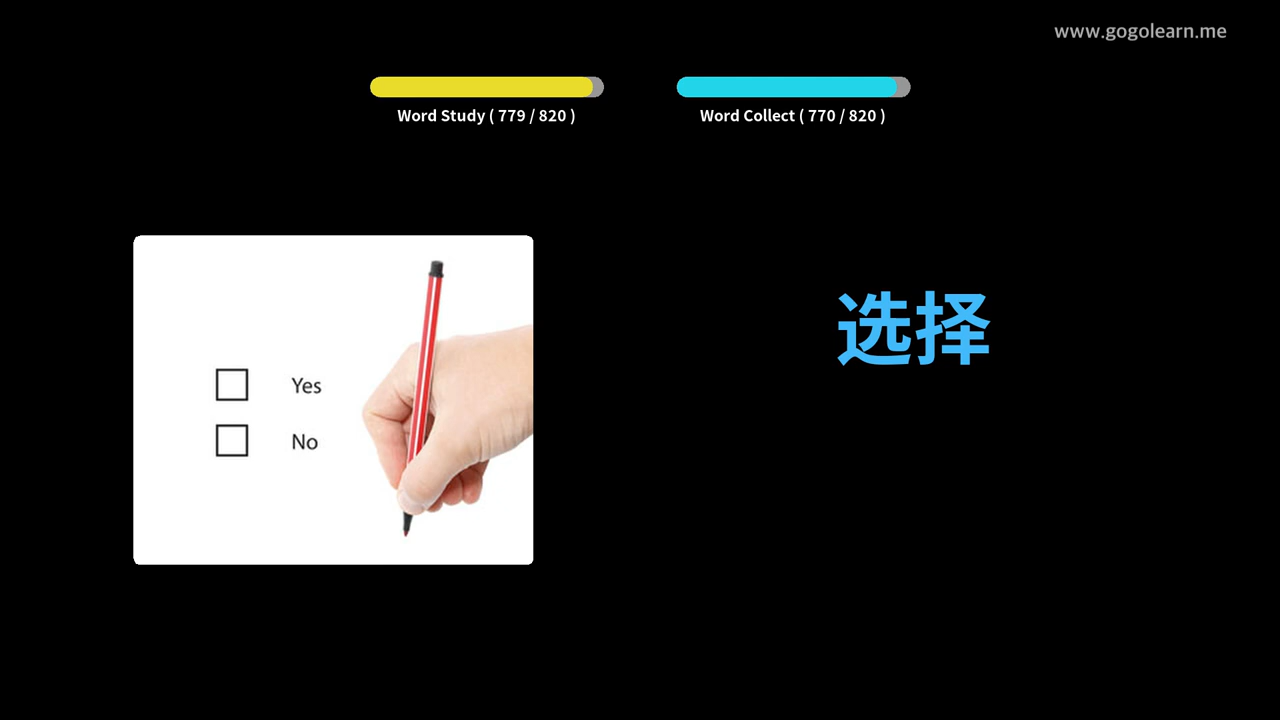 www.gogolearn.me
Word Study ( 779 / 820 )
Word Collect ( 770 / 820 )
选择
Yes
No